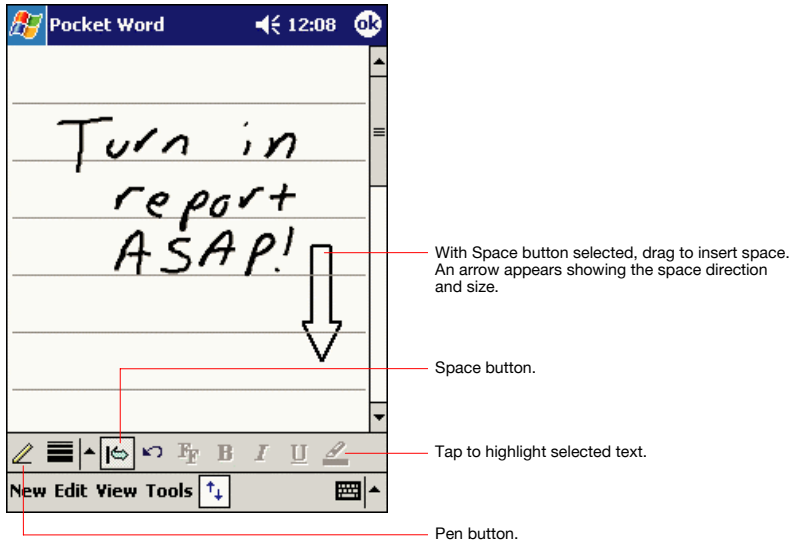 Pocket Word 12:08 ok
Turn in
report
ASAP!
With Space button selected, drag to insert space.
An arrow appears showing the space direction
and size.
Space button.
FF B I U
Tap to highlight selected text.
New Edit View Tools
Pen button.